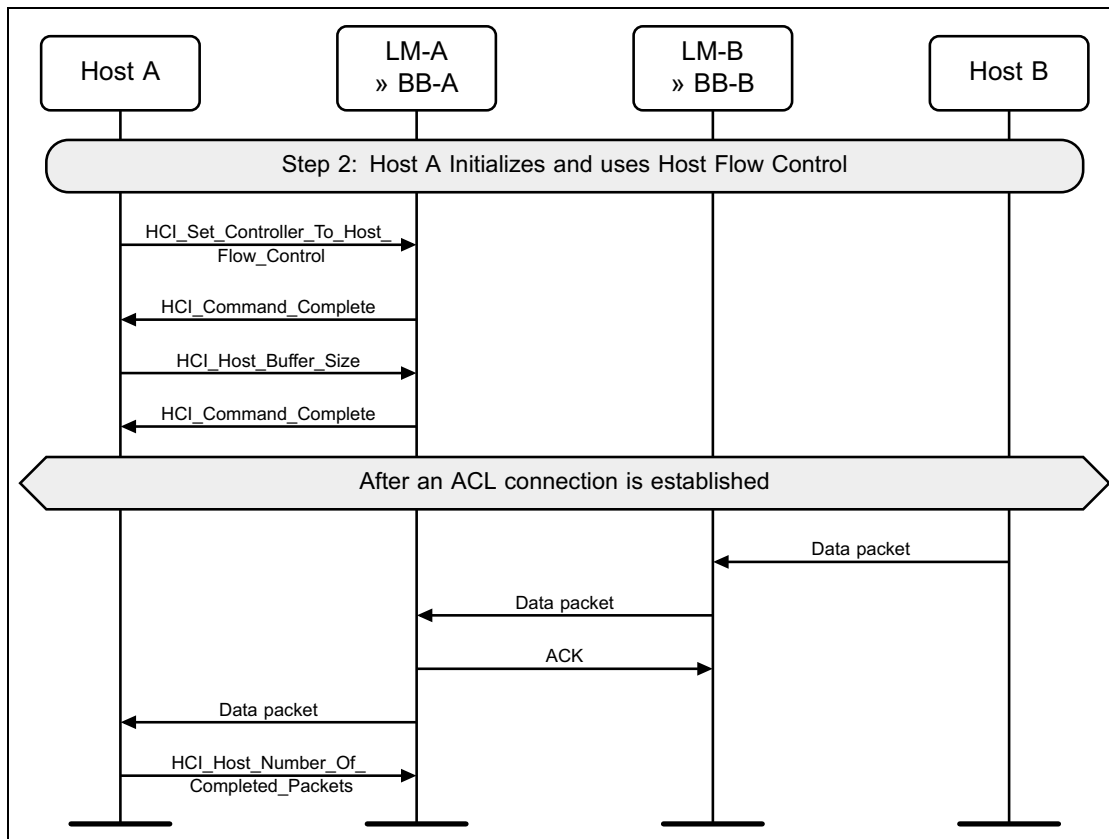 Host A
LM-A
» BB-A
LM-B
» BB-B
Host B
Step 2: Host A Initializes and uses Host Flow Control
HCI_Set_Controller_To_Host_
Flow_Control
HCI_Command_Complete
HCI_Host_Buffer_Size
HCI_Command_Complete
After an ACL connection is established
Data packet
Data packet
ACK
Data packet
HCI_Host_Number_Of_
Completed_Packets